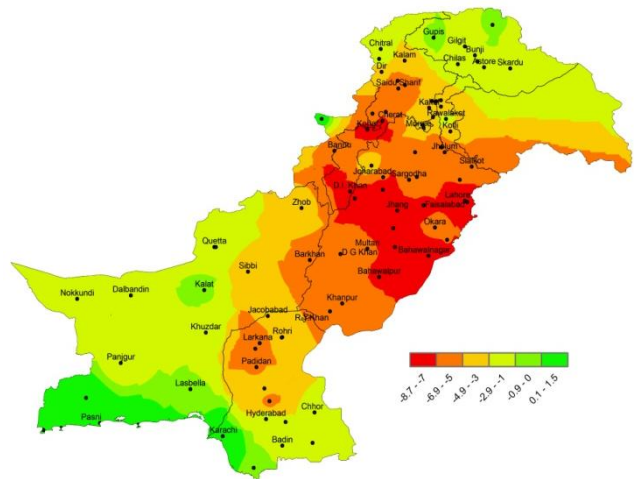 Gupis
Gilgit
Chitral
Bunji
Kalam
Chilas
Astore
Skardu
Dir
Saidu Sharif
Kakul
Cherat
Rawalakot
Kotli
Bannu
Jhelum
Sialkot
Joharabad
Sargodha
D.I. Khan
Lahore
Faisalabad
Jhang
Zhob
Okara
Quetta
Multan
Barkhan
D G Khan
Bahawalnagar
Sibbi
Bahawalpur
Kalat
Dalbandin
Nokkundi
Khanpur
Jacobabad
R.Y.Khan
Khuzdar
Rohri
Larkana
Panjgur
Padidan
Lasbella
Chhor
Pasni
Hyderabad
Karachi
Badin
-8.7 - -7
-6.9 - -5
-4.9 - -3
-2.9 - -1
-0.9 - 0
0.1 - 1.5